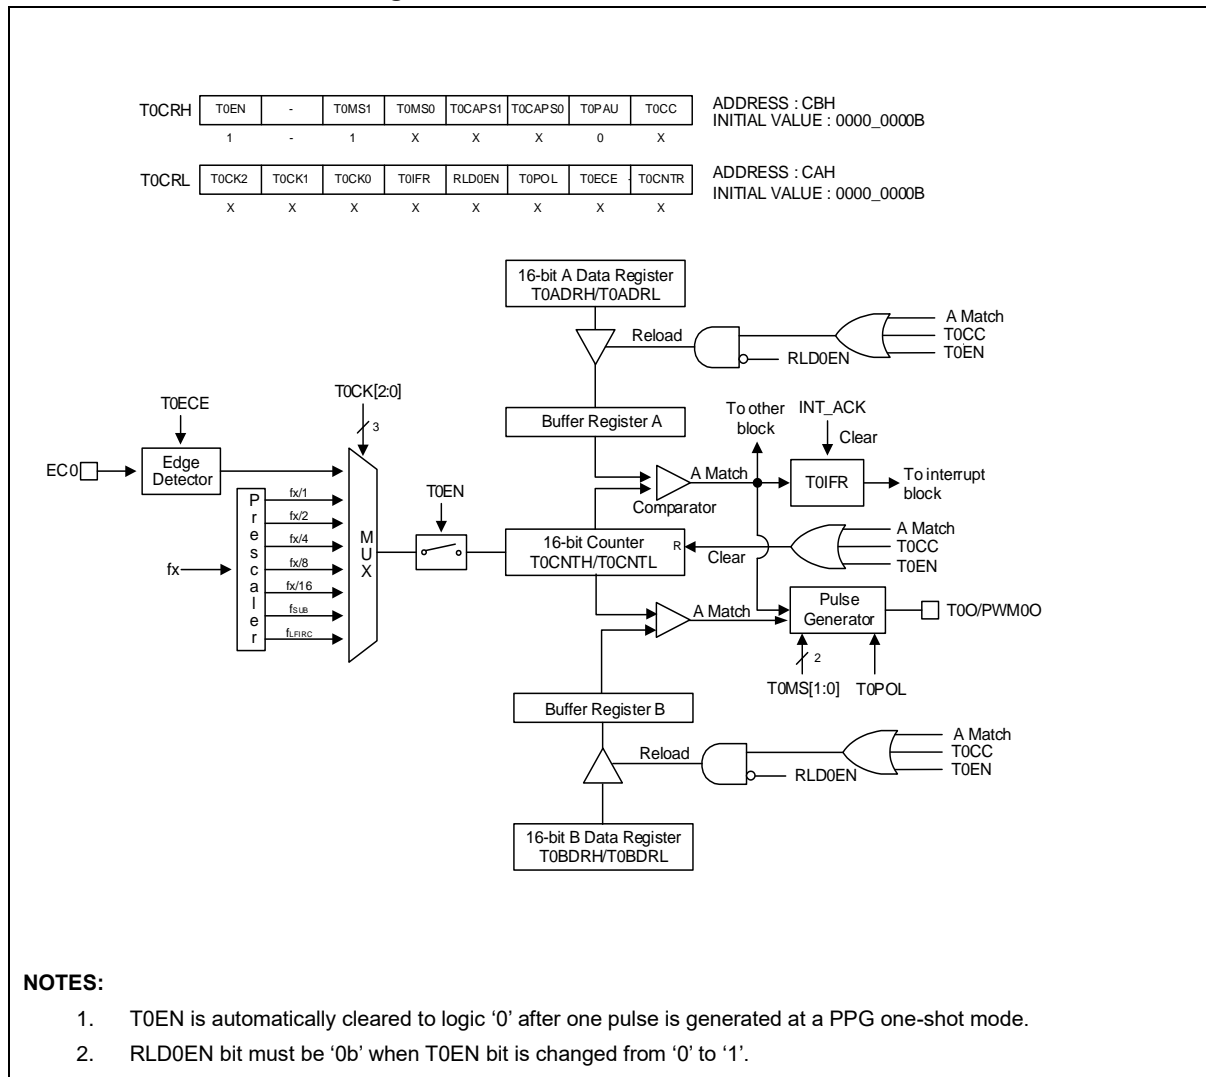 T0CRH T0EN - T0MS1 T0MS0 T0CAPS1 T0CAPS0 T0PAU T0CC ADDRESS : CBH
INITIAL VALUE : 0000_0000B
1 - 1 X X X 0 X
T0CRL T0CK2 T0CK1 T0CK0 T0IFR RLD0EN T0POL T0ECE T0CNTR ADDRESS : CAH
INITIAL VALUE : 0000_0000B
X X X X X X X X
16-bit A Data Register
T0ADRH/T0ADRL
Reload
A Match
T0CC
T0EN
RLD0EN
T0CK[2:0]
3
T0ECE
Buffer Register A
To other
block
INT_ACK
Clear
EC0
Edge
Detector
A Match
T0IFR
To interrupt
block
Comparator
T0EN
fx
Prescaler
fx/1
fx/2
fx/4
fx/8
fx/16
fSUB
fLFIRC
MUX
16-bit Counter
T0CNTH/T0CNTL
R
Clear
A Match
T0CC
T0EN
A Match
Pulse
Generator
T0O/PWM0O
2
T0MS[1:0]
T0POL
Buffer Register B
Reload
A Match
T0CC
T0EN
RLD0EN
16-bit B Data Register
T0BDRH/T0BDRL
NOTES:
1. T0EN is automatically cleared to logic ‘0’ after one pulse is generated at a PPG one-shot mode.
2. RLD0EN bit must be ‘0b’ when T0EN bit is changed from ‘0’ to ‘1’.